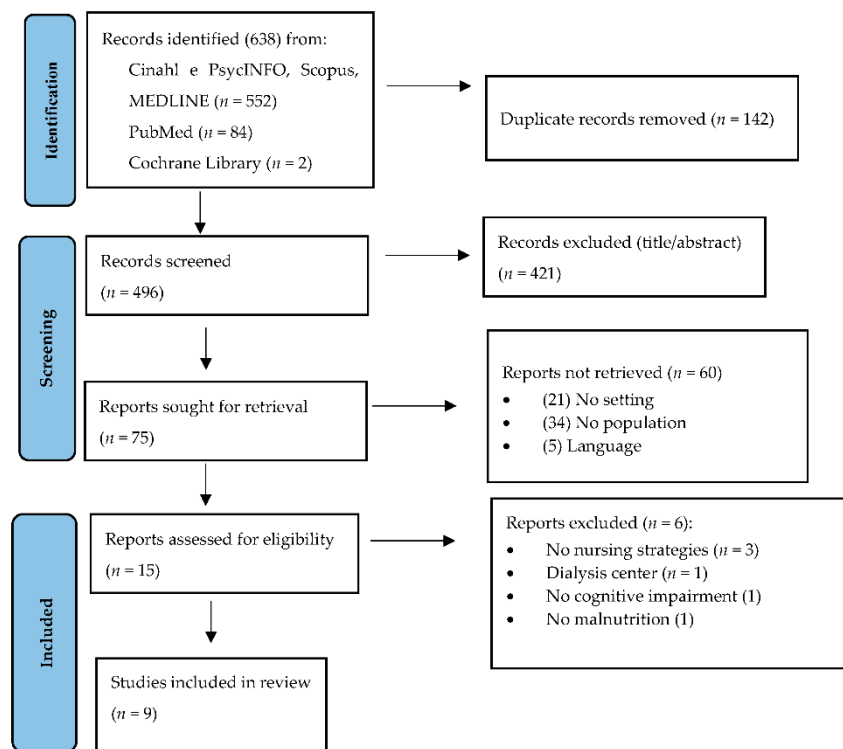 Identification
Records identified (638) from:
Cinahl e PsycINFO, Scopus,
MEDLINE (n = 552)
PubMed (n = 84)
Cochrane Library (n = 2)
Duplicate records removed (n = 142)
Screening
Records screened
(n = 496)
Records excluded (title/abstract)
(n = 421)
Reports sought for retrieval
(n = 75)
Reports not retrieved (n = 60)
• (21) No setting
• (34) No population
• (5) Language
Included
Reports assessed for eligibility
(n = 15)
Reports excluded (n = 6):
• No nursing strategies (n = 3)
• Dialysis center (n = 1)
• No cognitive impairment (1)
• No malnutrition (1)
Studies included in review
(n = 9)